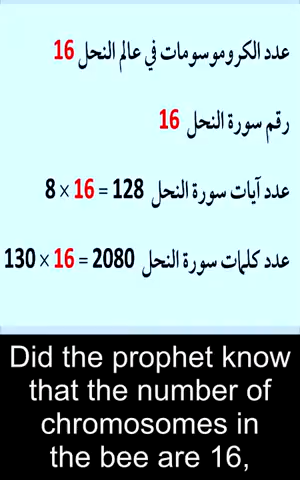 عدد الكروموسومات في عالم النحل 16
رقم سورة النحل 16
عدد آيات سورة النحل 128 = 16 × 8
عدد كلمات سورة النحل 2080 = 16 × 130
Did the prophet know
that the number of
chromosomes in
the bee are 16,